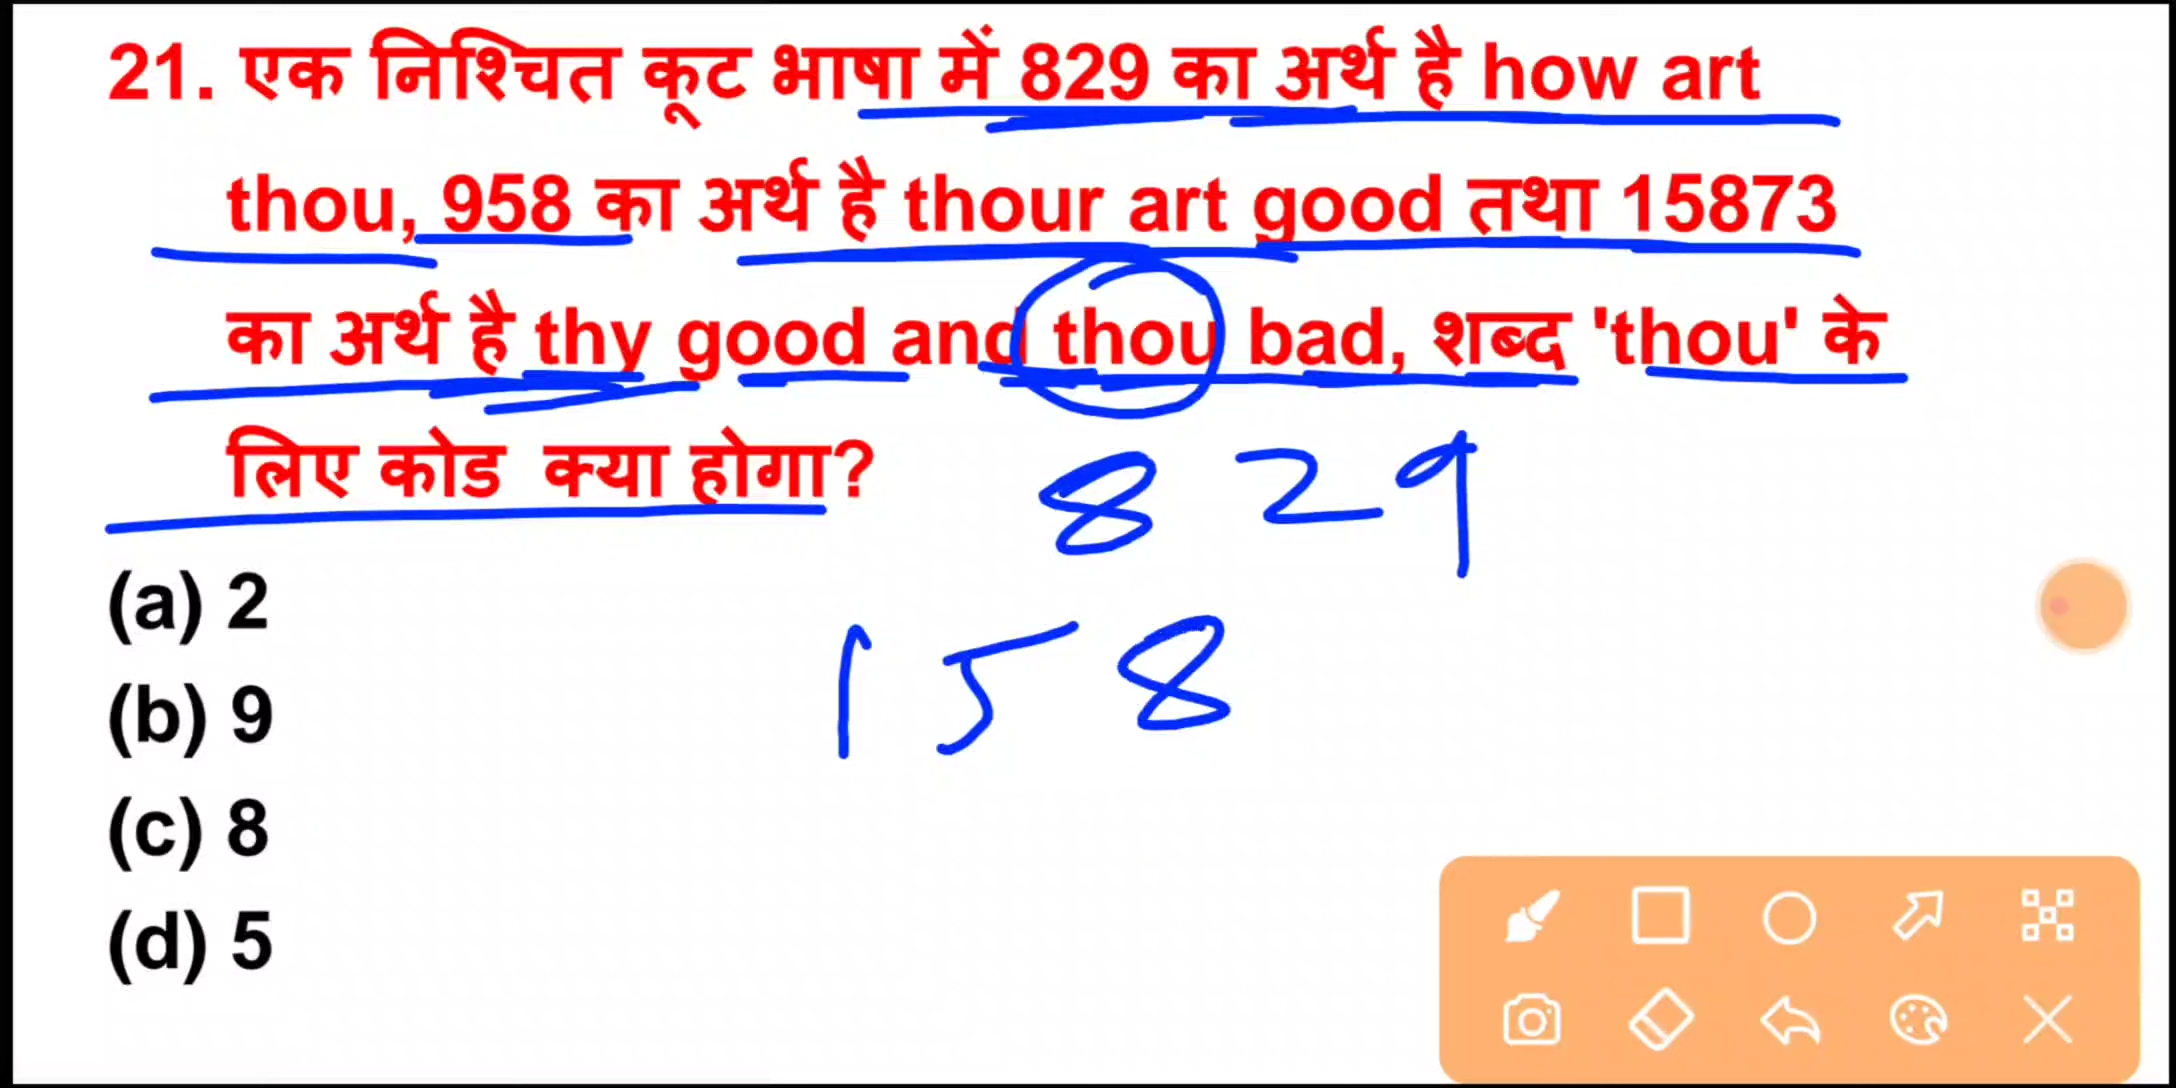 21. एक निश्चित कूट भाषा में 829 का अर्थ है how art
thou, 958 का अर्थ है thour art good तथा 15873
का अर्थ है thy good and thou bad, शब्द 'thou' के
लिए कोड क्या होगा?
829
158
(a) 2
(b) 9
(c) 8
(d) 5